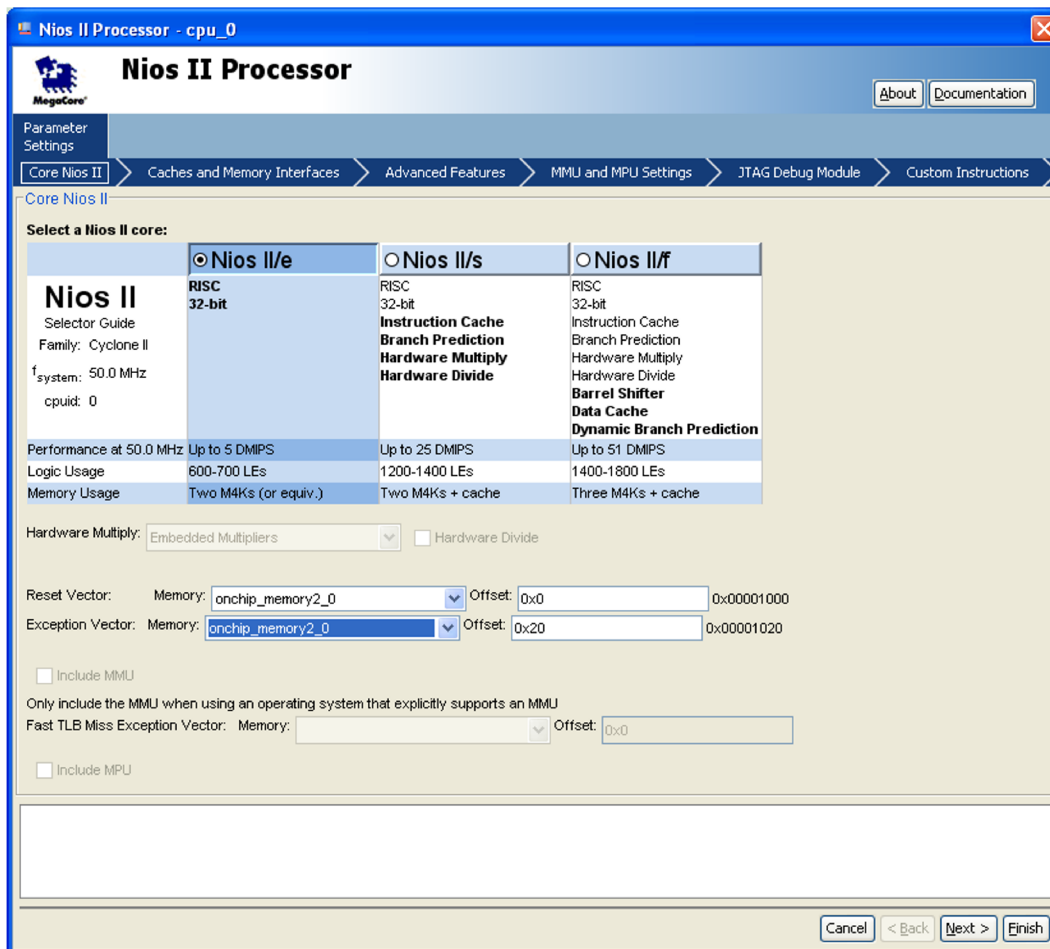 Nios II Processor - cpu_0
MegaCore®
Nios II Processor
About Documentation
Parameter
Settings
Core Nios II Caches and Memory Interfaces Advanced Features MMU and MPU Settings JTAG Debug Module Custom Instructions
Core Nios II
Select a Nios II core:
Nios II/e Nios II/s Nios II/f
Nios II
Selector Guide
Family: Cyclone II
fsystem: 50.0 MHz
cpuid: 0
RISC
32-bit
RISC
32-bit
Instruction Cache
Branch Prediction
Hardware Multiply
Hardware Divide
RISC
32-bit
Instruction Cache
Branch Prediction
Hardware Multiply
Hardware Divide
Barrel Shifter
Data Cache
Dynamic Branch Prediction
Performance at 50.0 MHz Up to 5 DMIPS Up to 25 DMIPS Up to 51 DMIPS
Logic Usage 600-700 LEs 1200-1400 LEs 1400-1800 LEs
Memory Usage Two M4Ks (or equiv.) Two M4Ks + cache Three M4Ks + cache
Hardware Multiply: Embedded Multipliers Hardware Divide
Reset Vector: Memory: onchip_memory2_0 Offset: 0x0 0x00001000
Exception Vector: Memory: onchip_memory2_0 Offset: 0x20 0x00001020
Include MMU
Only include the MMU when using an operating system that explicitly supports an MMU
Fast TLB Miss Exception Vector: Memory: Offset: 0x0
Include MPU
Cancel < Back Next > Finish